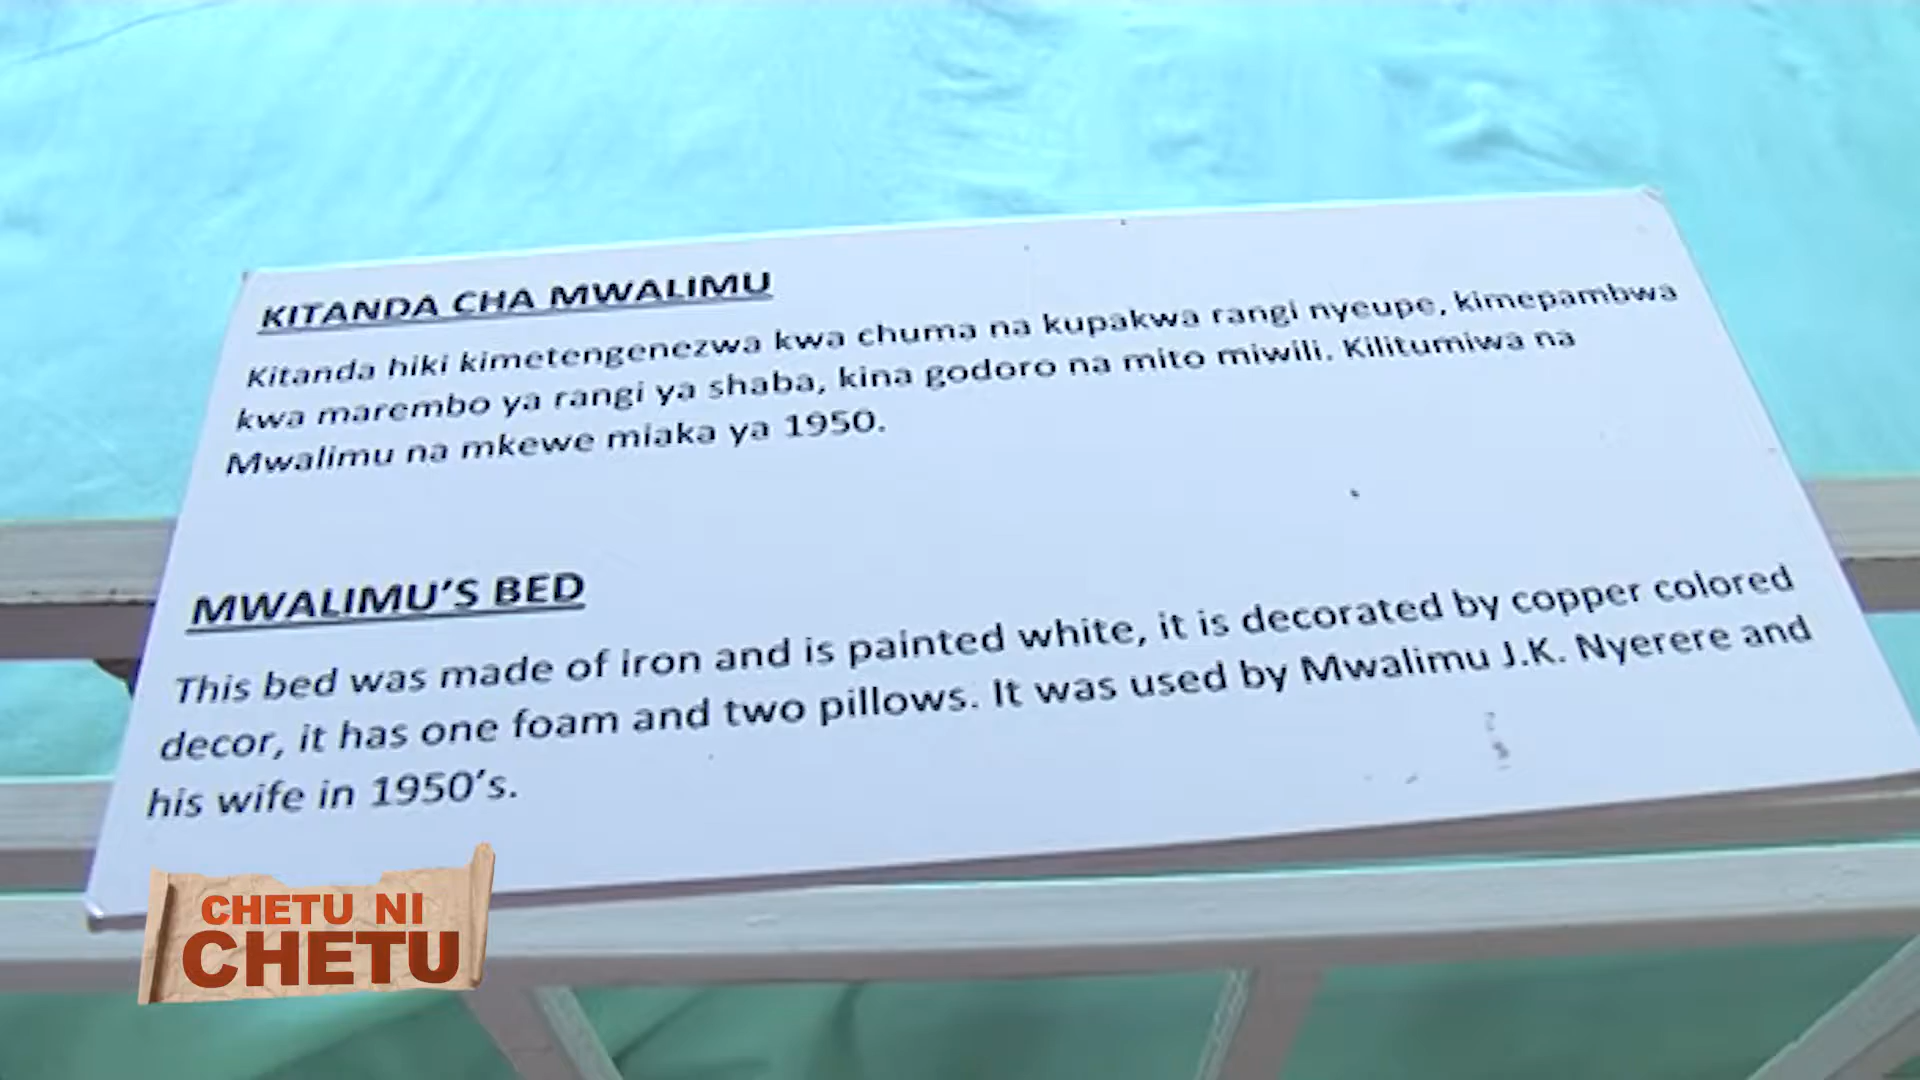 KITANDA CHA MWALIMU
Kitanda hiki kimetengenezwa kwa chuma na kupakwa rangi nyeupe, kimepambwa
kwa marembo ya rangi ya shaba, kina godoro na mito miwili. Kilitumiwa na
Mwalimu na mkewe miaka ya 1950.
MWALIMU'S BED
This bed was made of iron and is painted white, it is decorated by copper colored
decor, it has one foam and two pillows. It was used by Mwalimu J.K. Nyerere and
his wife in 1950's.
CHETU NI
CHETU